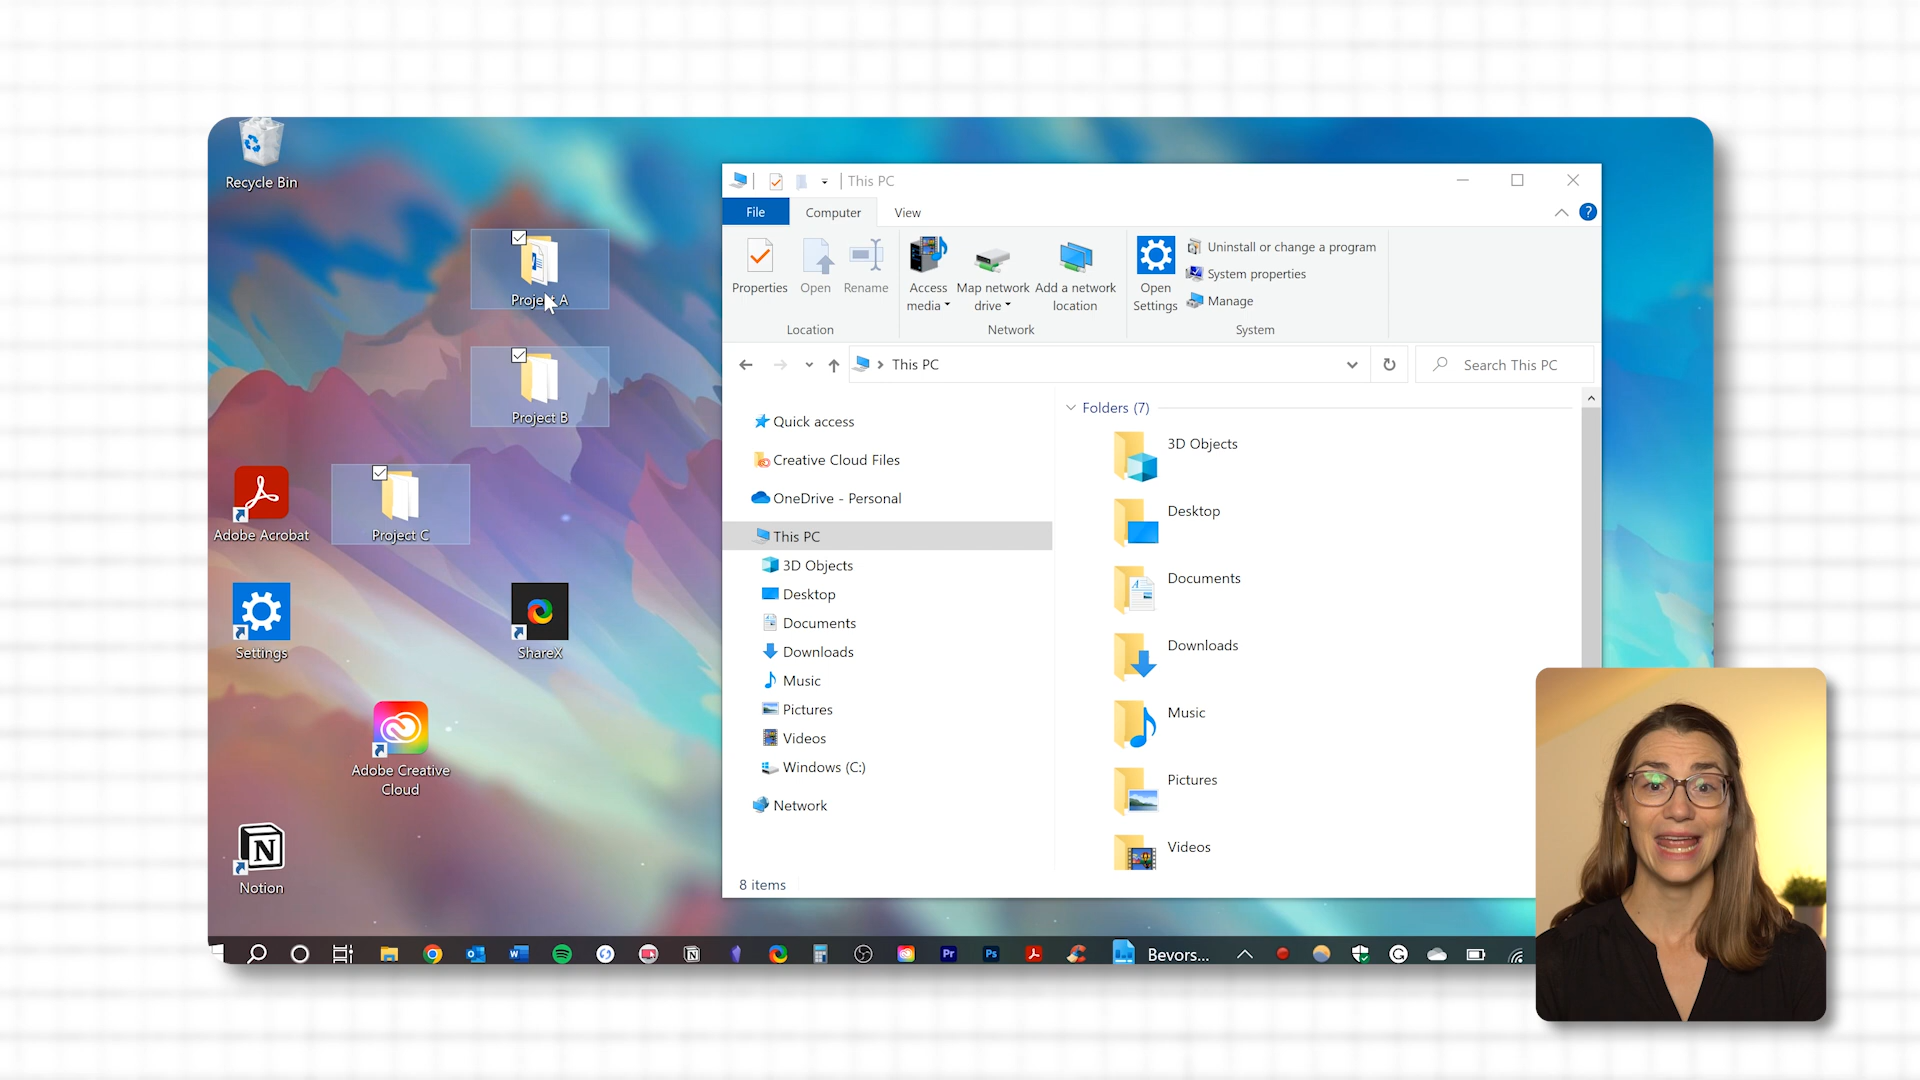 Recycle Bin
Project A
Project B
Adobe Acrobat
Project C
Settings
ShareX
Adobe Creative
Cloud
N
Notion
This PC
File
Computer
View
?
Properties
Open
Rename
Location
Access
media
Map network
drive
Add a network
location
Network
Open
Settings
Uninstall or change a program
System properties
Manage
System
This PC
Search This PC
Quick access
Creative Cloud Files
OneDrive - Personal
This PC
3D Objects
Desktop
Documents
Downloads
Music
Pictures
Videos
Windows (C:)
Network
Folders (7)
3D Objects
Desktop
Documents
Downloads
Music
Pictures
Videos
8 items
Pr
Ps
Bevors...